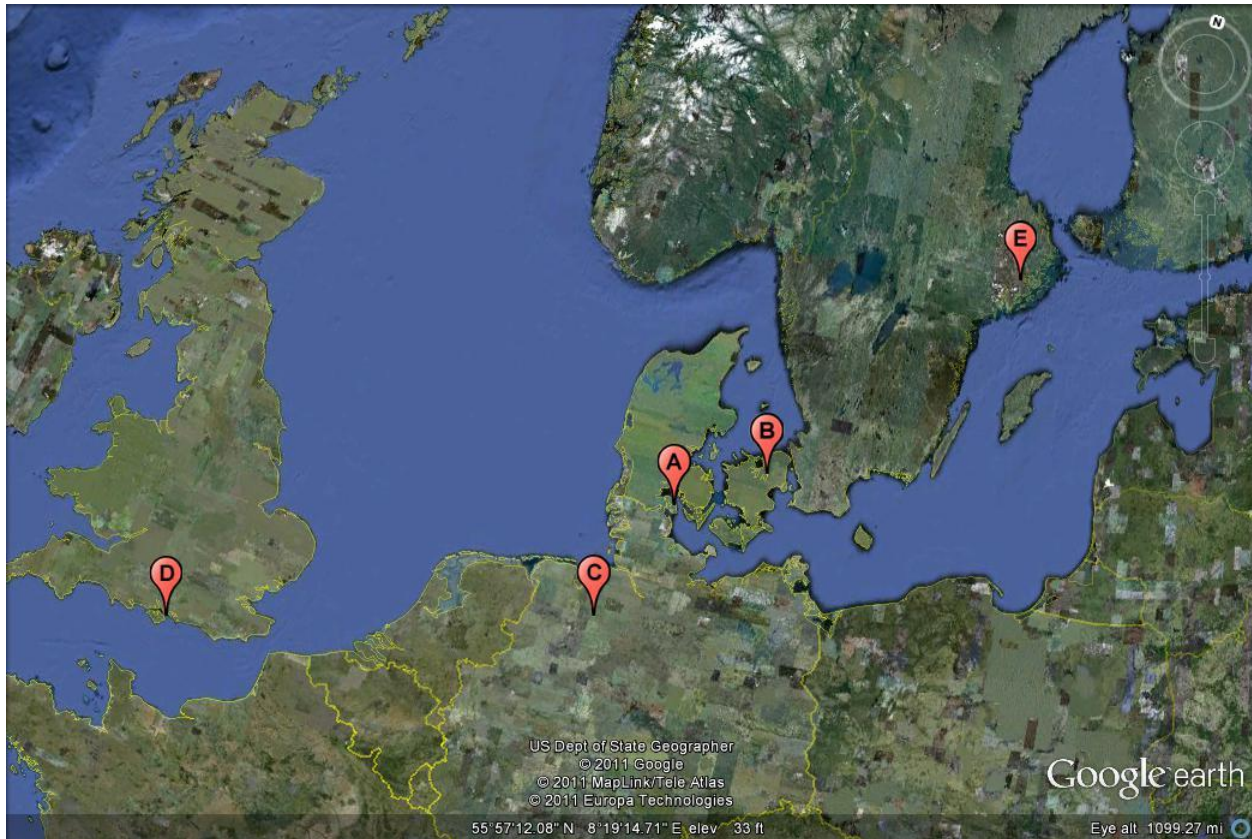 N
E
B
A
D
C
US Dept of State Geographer
© 2011 Google
© 2011 MapLink/Tele Atlas
© 2011 Europa Technologies
Google earth
55°57'12.08" N 8°19'14.71" E elev 33 ft
Eye alt 1099.27 mi